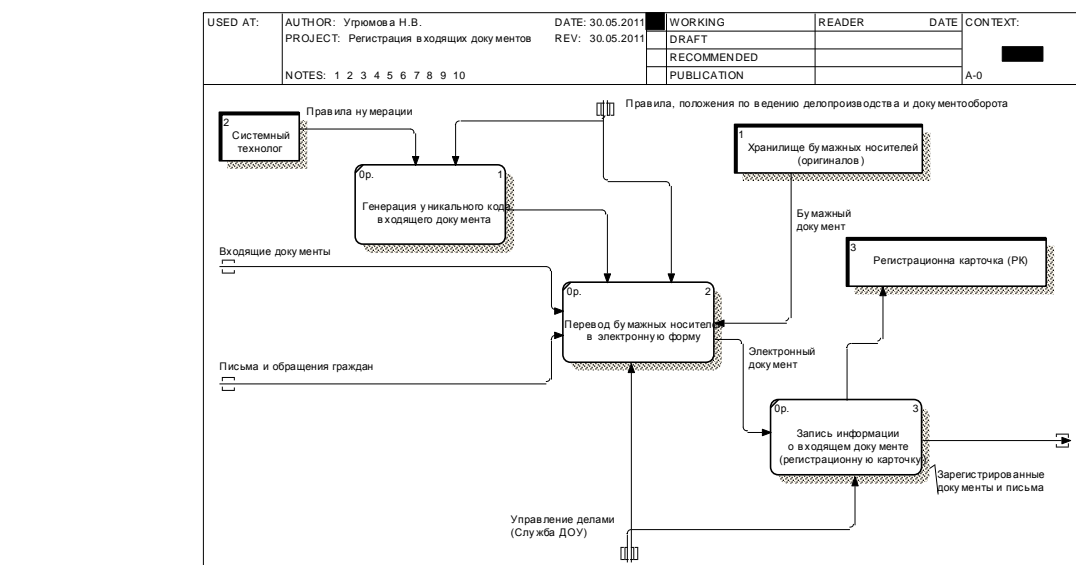 USED AT:
AUTHOR: Угрюмова Н.В.
DATE: 30.05.2011
WORKING
READER
DATE
CONTEXT:
PROJECT: Регистрация входящих документов
REV: 30.05.2011
DRAFT
RECOMMENDED
NOTES: 1 2 3 4 5 6 7 8 9 10
PUBLICATION
A-0
Правила нумерации
Правила, положения по ведению делопроизводства и документооборота
2
Системный
технолог
1
Хранилище бумажных носителей
(оригиналов)
0р.
1
Генерация уникального кода
входящего документа
Бумажный
документ
3
Регистрационна карточка (РК)
Входящие документы
0р.
2
Перевод бумажных носителей
в электронную форму
Электронный
документ
Письма и обращения граждан
0р.
3
Запись информации
о входящем документе
(регистрационную карточку)
Зарегистрированные
документы и письма
Управление делами
(Служба ДОУ)